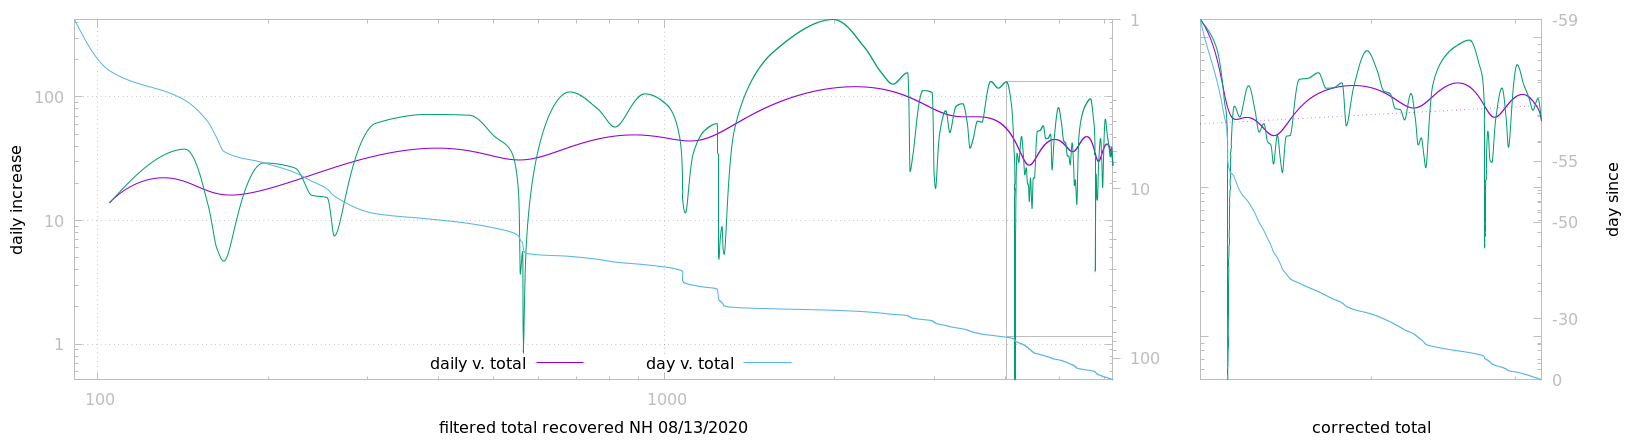 1
-59
100
daily increase
10
-55
10
-50
day since
-30
1
daily v. total
day v. total
100
0
100
1000
filtered total recovered NH 08/13/2020
corrected total